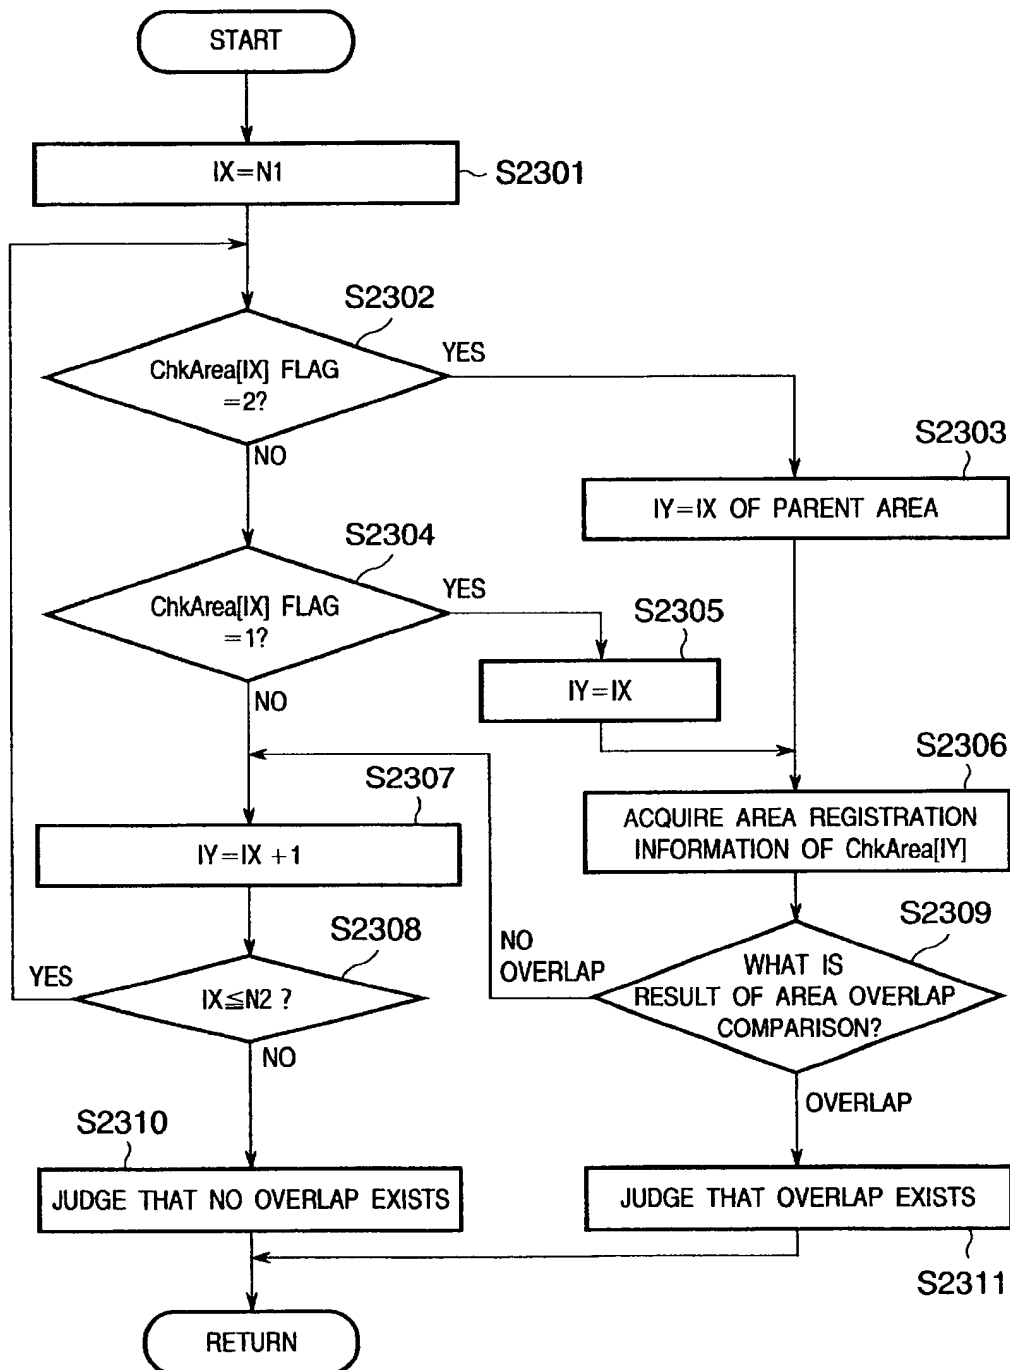 START
IX=N1
S2301
S2302
ChkArea[IX] FLAG
=2?
YES
NO
S2303
IY=IX OF PARENT AREA
S2304
ChkArea[IX] FLAG
=1?
YES
NO
S2305
IY=IX
S2306
ACQUIRE AREA REGISTRATION
INFORMATION OF ChkArea[IY]
S2307
IY=IX +1
S2308
IX≦N2 ?
YES
NO
S2309
WHAT IS
RESULT OF AREA OVERLAP
COMPARISON?
NO
OVERLAP
OVERLAP
S2310
JUDGE THAT NO OVERLAP EXISTS
JUDGE THAT OVERLAP EXISTS
S2311
RETURN